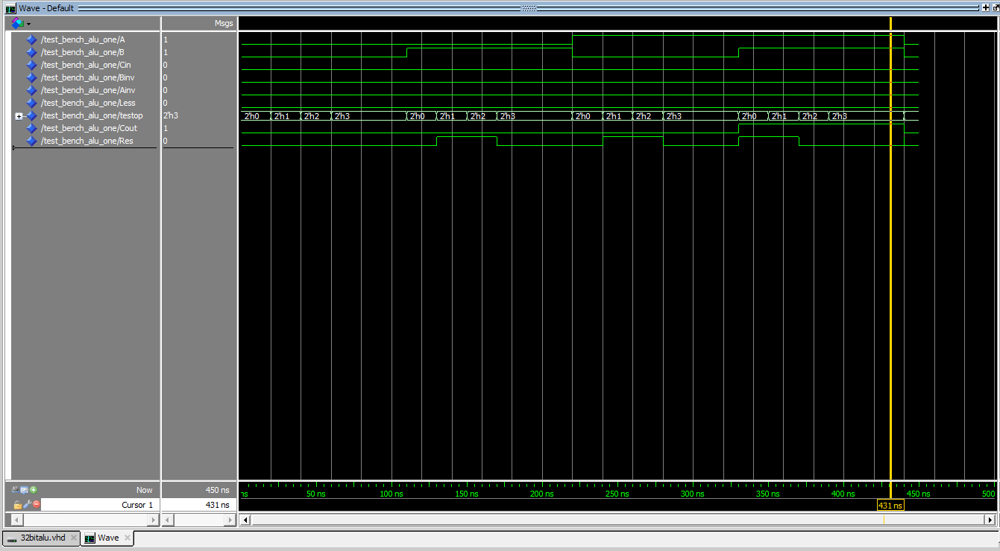 Wave - Default
Msgs
/test_bench_alu_one/A 1
/test_bench_alu_one/B 1
/test_bench_alu_one/Cin 0
/test_bench_alu_one/Binv 0
/test_bench_alu_one/Ainv 0
/test_bench_alu_one/Less 0
/test_bench_alu_one/testop 2'h3 2'h0 2'h1 2'h2 2'h3 2'h0 2'h1 2'h2 2'h3 2'h0 2'h1 2'h2 2'h3 2'h0 2'h1 2'h2 2'h3
/test_bench_alu_one/Cout 1
/test_bench_alu_one/Res 0
Now 450 ns ns 50 ns 100 ns 150 ns 200 ns 250 ns 300 ns 350 ns 400 ns 450 ns 500
Cursor 1 431 ns 431 ns
32bitalu.vhd Wave